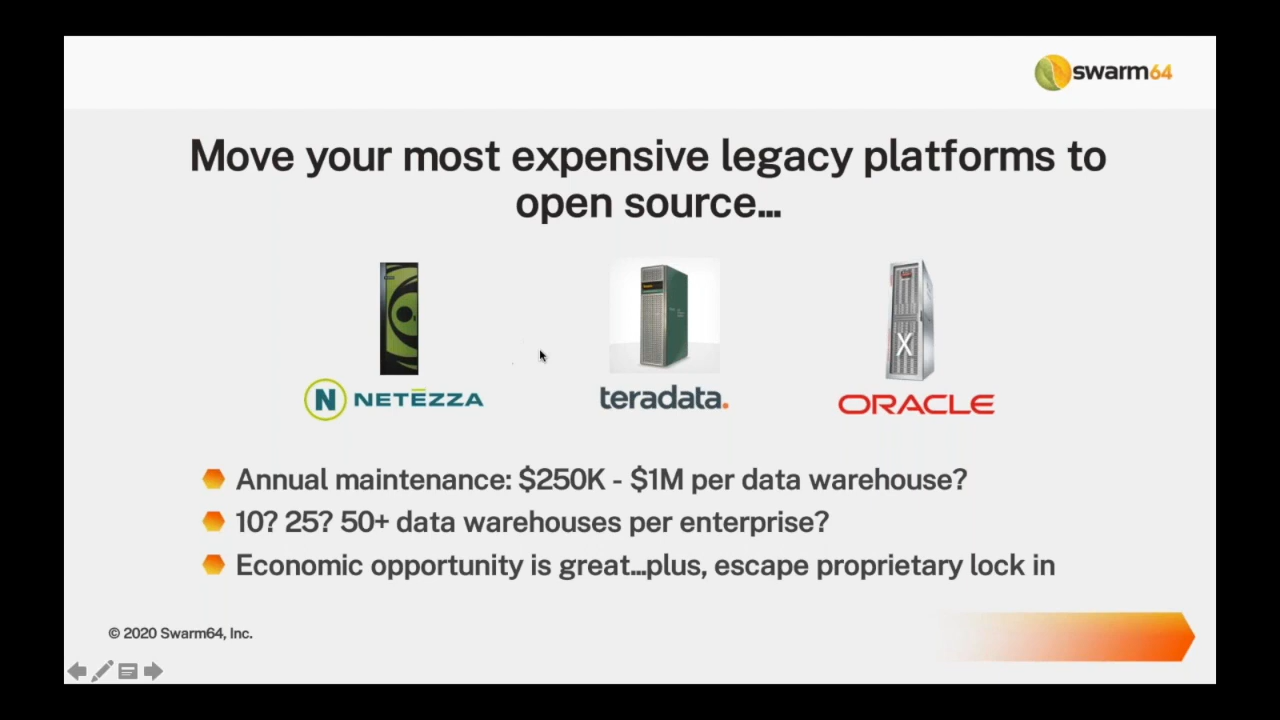 swarm64
Move your most expensive legacy platforms to
open source...
X
N NETĒZZA
teradata.
ORACLE
Annual maintenance: $250K - $1M per data warehouse?
10? 25? 50+ data warehouses per enterprise?
Economic opportunity is great...plus, escape proprietary lock in
© 2020 Swarm64, Inc.